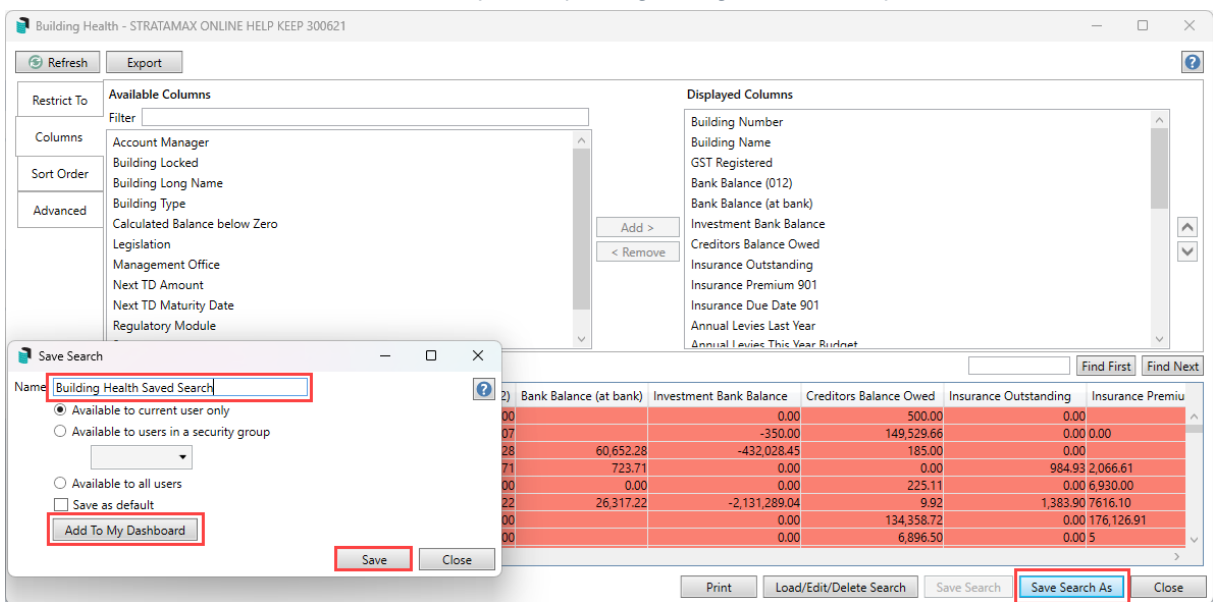 Building Health - STRATAMAX ONLINE HELP KEEP 300621
Refresh Export
Restrict To
Columns
Sort Order
Advanced
Available Columns
Filter
Account Manager
Building Locked
Building Long Name
Building Type
Calculated Balance below Zero
Legislation
Management Office
Next TD Amount
Next TD Maturity Date
Regulatory Module
Add >
< Remove
Displayed Columns
Building Number
Building Name
GST Registered
Bank Balance (012)
Bank Balance (at bank)
Investment Bank Balance
Creditors Balance Owed
Insurance Outstanding
Insurance Premium 901
Insurance Due Date 901
Annual Levies Last Year
Annual Levies This Year Budget
Find First Find Next
Save Search
Name Building Health Saved Search
Available to current user only
Available to users in a security group
Available to all users
Save as default
Add To My Dashboard
Save Close
2) Bank Balance (at bank) Investment Bank Balance Creditors Balance Owed Insurance Outstanding Insurance Premiu
00 0.00 500.00 0.00
07 -350.00 149,529.66 0.00 0.00
28 60,652.28 -432,028.45 185.00 0.00
71 723.71 0.00 0.00 984.93 2,066.61
00 0.00 0.00 225.11 0.00 6,930.00
22 26,317.22 -2,131,289.04 9.92 1,383.90 7616.10
00 0.00 134,358.72 0.00 176,126.91
00 0.00 6,896.50 0.00 5
Print Load/Edit/Delete Search Save Search Save Search As Close